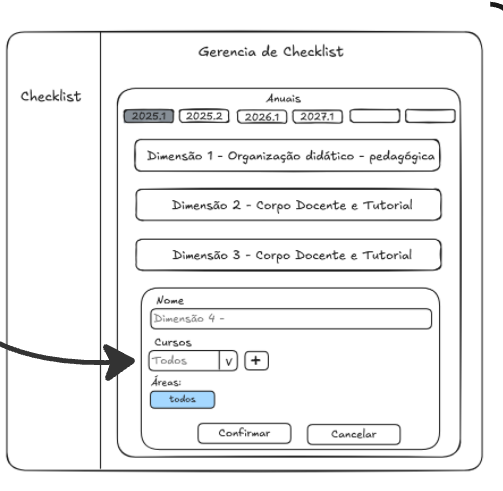 Gerencia de Checklist
Checklist
Anuais
2025.1 2025.2 2026.1 2027.1
Dimensão 1 - Organização didático - pedagógica
Dimensão 2 - Corpo Docente e Tutorial
Dimensão 3 - Corpo Docente e Tutorial
Nome
Dimensão 4 -
Cursos
Todos v +
Áreas:
todos
Confirmar Cancelar